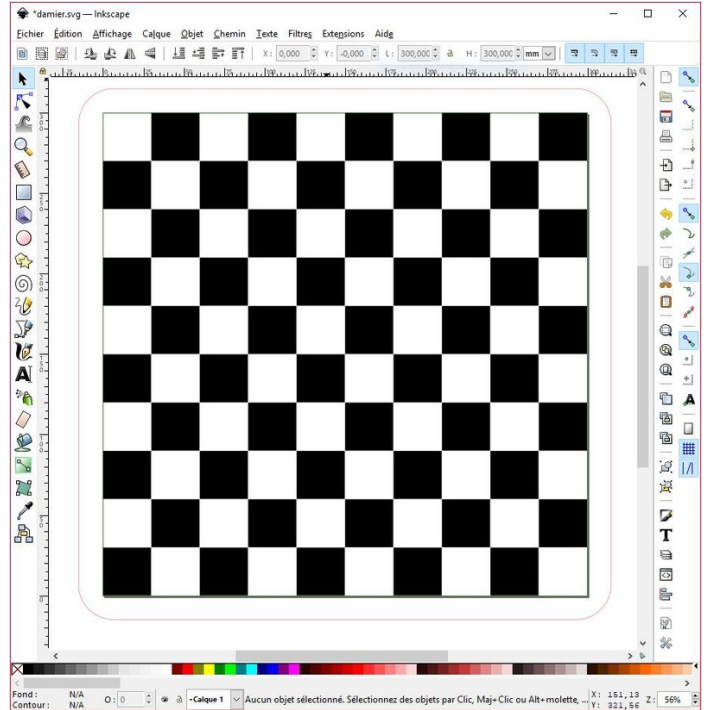 *damier.svg — Inkscape
Fichier Édition Affichage Calque Objet Chemin Texte Filtres Extensions Aide
X: 0,000 Y: -0,000 L: 300,000 H: 300,000 mm
Fond : N/A O: 0 •Calque 1 Aucun objet sélectionné. Sélectionnez des objets par Clic, Maj+Clic ou Alt+molette, ... X: 151,13 Z: 56%
Contour : N/A Y: 321,56